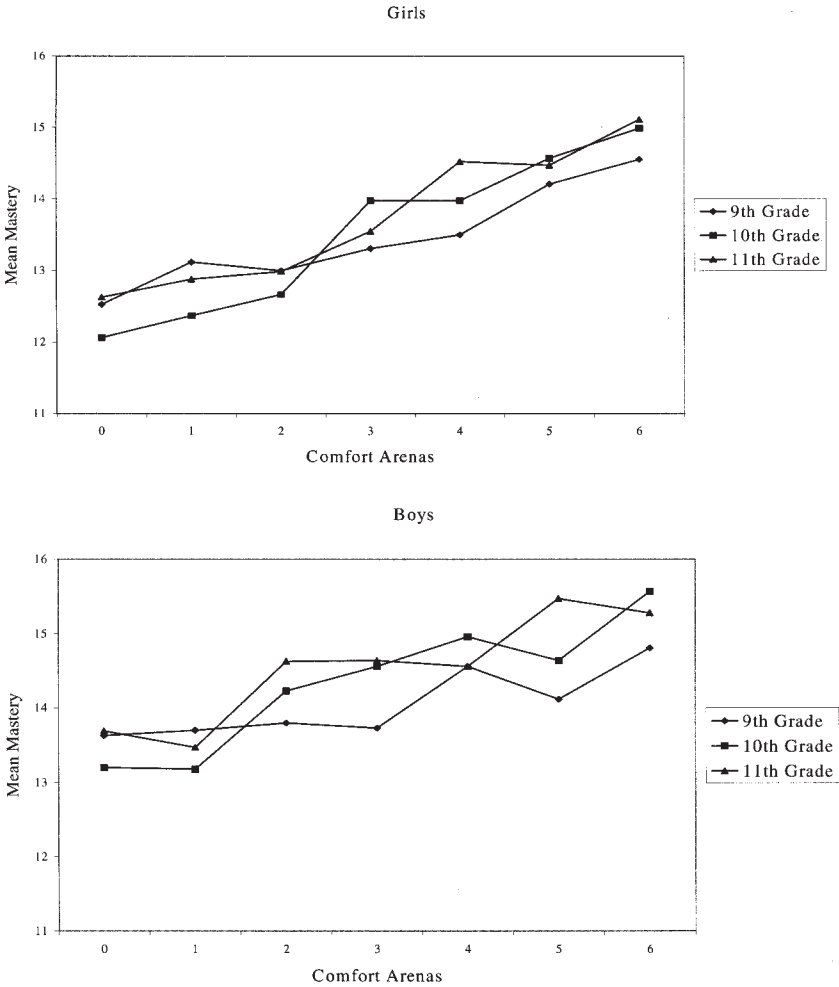 Girls
16
15
14
13
12
11
Mean Mastery
0 1 2 3 4 5 6
Comfort Arenas
9th Grade
10th Grade
11th Grade
Boys
16
15
14
13
12
11
Mean Mastery
0 1 2 3 4 5 6
Comfort Arenas
9th Grade
10th Grade
11th Grade